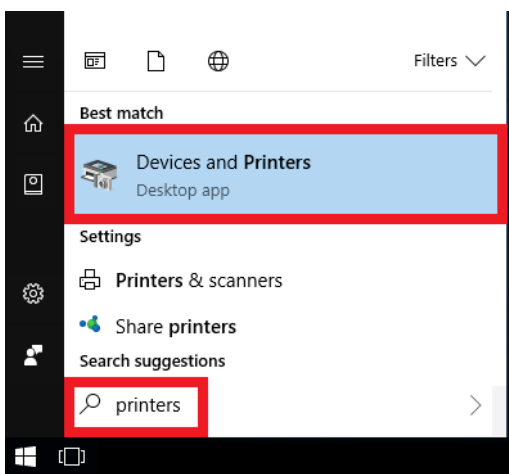 Filters
Best match
Devices and Printers
Desktop app
Settings
Printers & scanners
Share printers
Search suggestions
printers